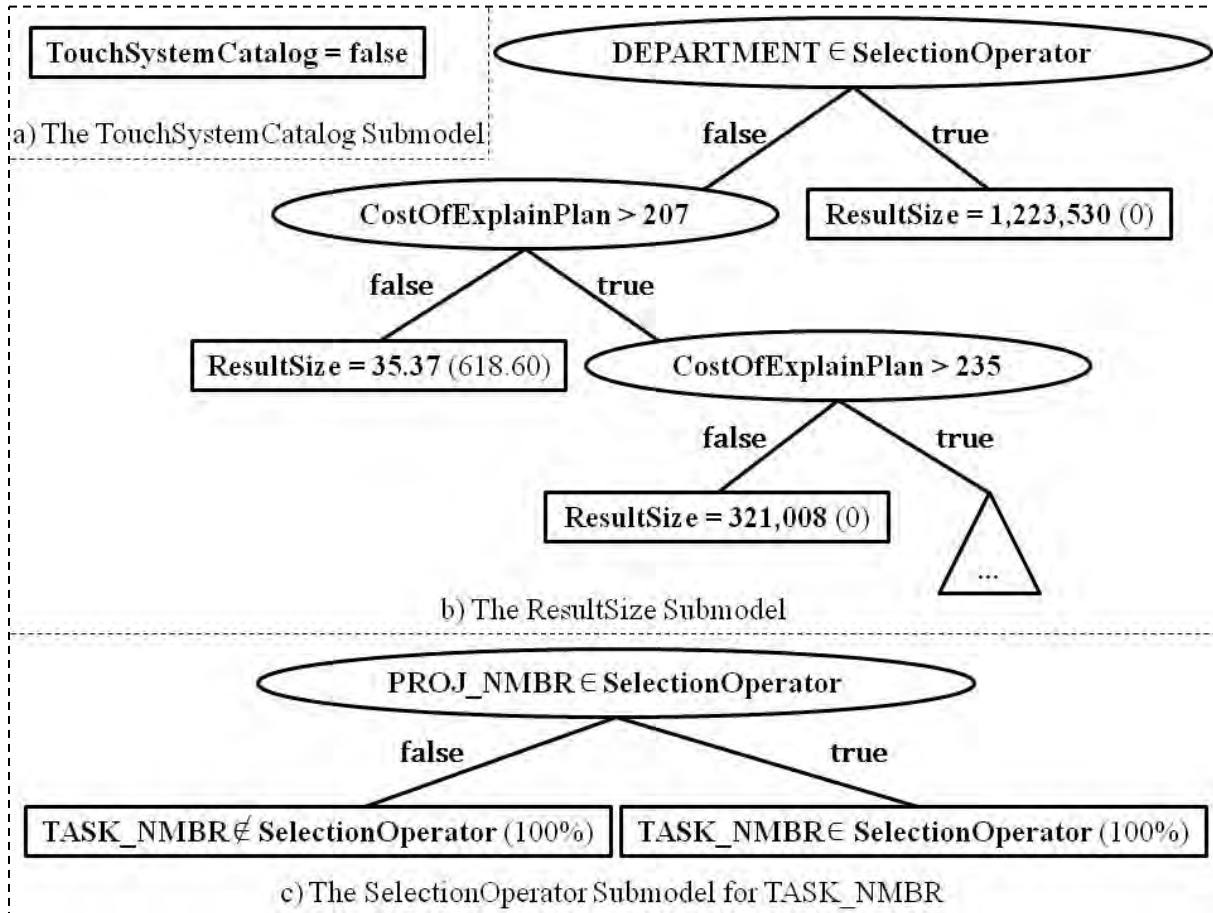 TouchSystemCatalog = false
a) The TouchSystemCatalog Submodel
DEPARTMENT ∈ SelectionOperator
false
true
CostOfExplainPlan > 207
ResultSize = 1,223,530 (0)
false
true
ResultSize = 35.37 (618.60)
CostOfExplainPlan > 235
false
true
ResultSize = 321,008 (0)
...
b) The ResultSize Submodel
PROJ_NMBR ∈ SelectionOperator
false
true
TASK_NMBR ∉ SelectionOperator (100%)
TASK_NMBR ∈ SelectionOperator (100%)
c) The SelectionOperator Submodel for TASK_NMBR